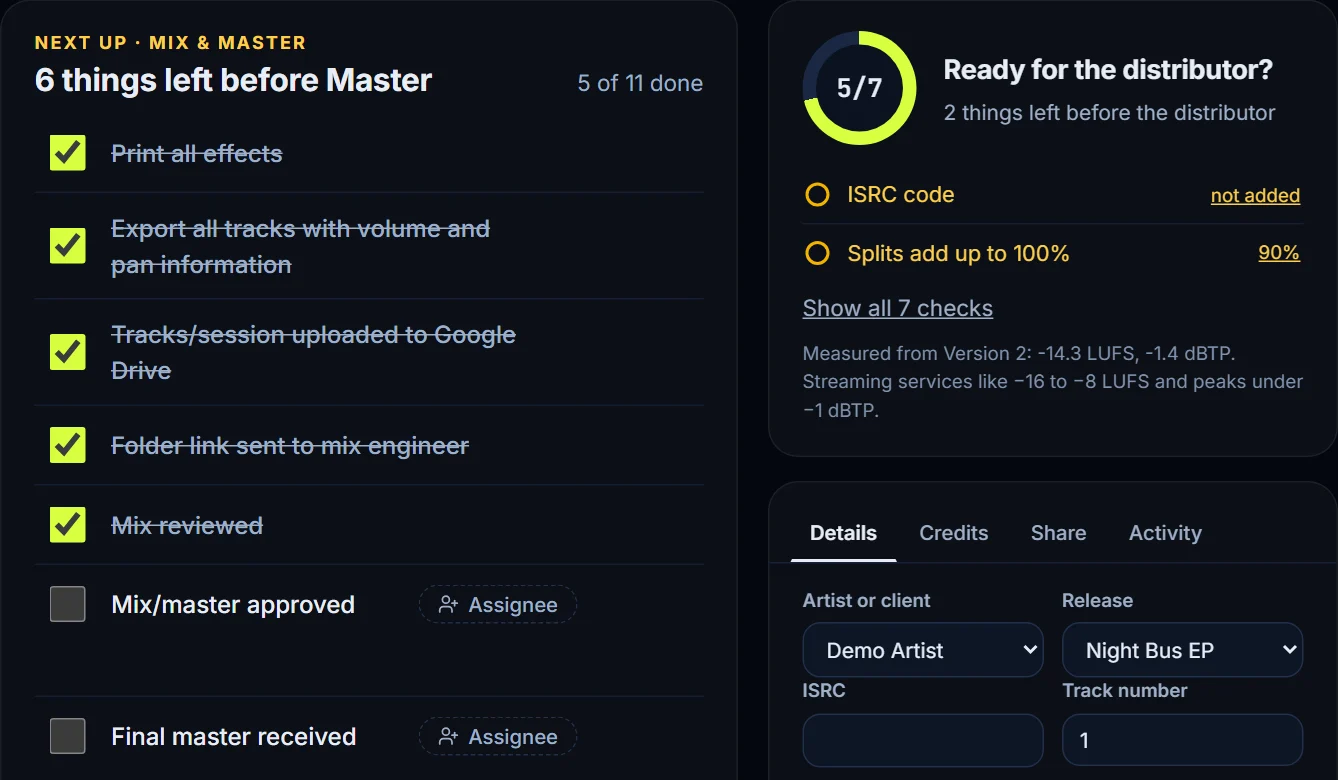 NEXT UP · MIX & MASTER
6 things left before Master
5 of 11 done
Print all effects
Export all tracks with volume and
pan information
Tracks/session uploaded to Google
Drive
Folder link sent to mix engineer
Mix reviewed
Mix/master approved
Assignee
Final master received
Assignee
5/7
Ready for the distributor?
2 things left before the distributor
ISRC code
not added
Splits add up to 100%
90%
Show all 7 checks
Measured from Version 2: -14.3 LUFS, -1.4 dBTP.
Streaming services like −16 to −8 LUFS and peaks under
−1 dBTP.
Details
Credits
Share
Activity
Artist or client
Release
Demo Artist
Night Bus EP
ISRC
Track number
1